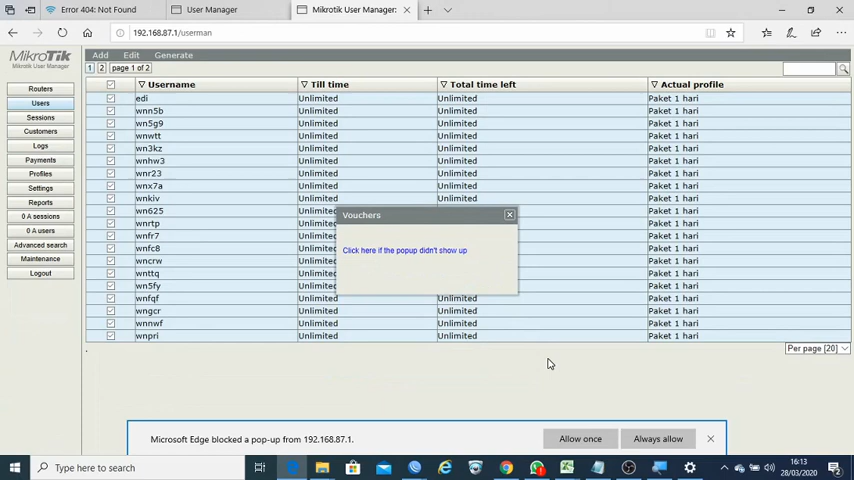 Error 404: Not Found
User Manager
Mikrotik User Manager:
192.168.87.1/userman
MikroTik
Mikrotik User Manager
Add Edit Generate
1 2 page 1 of 2
Username Till time Total time left Actual profile
edi Unlimited Unlimited Paket 1 hari
wnn5b Unlimited Unlimited Paket 1 hari
wn5g9 Unlimited Unlimited Paket 1 hari
wnwtt Unlimited Unlimited Paket 1 hari
wn3kz Unlimited Unlimited Paket 1 hari
wnhw3 Unlimited Unlimited Paket 1 hari
wnr23 Unlimited Unlimited Paket 1 hari
wnx7a Unlimited Unlimited Paket 1 hari
wnkiv Unlimited Unlimited Paket 1 hari
wn625 Unlimited Paket 1 hari
wnrtp Unlimited Paket 1 hari
wnfr7 Unlimited Paket 1 hari
wnfc8 Unlimited Paket 1 hari
wncrw Unlimited Paket 1 hari
wnttq Unlimited Paket 1 hari
wn5fy Unlimited Paket 1 hari
wnfqf Unlimited Unlimited Paket 1 hari
wngcr Unlimited Unlimited Paket 1 hari
wnnwf Unlimited Unlimited Paket 1 hari
wnpri Unlimited Unlimited Paket 1 hari
Per page [20]
Routers
Users
Sessions
Customers
Logs
Payments
Profiles
Settings
Reports
0 A sessions
0 A users
Advanced search
Maintenance
Logout
Vouchers
Click here if the popup didn't show up
Microsoft Edge blocked a pop-up from 192.168.87.1.
Allow once
Always allow
Type here to search
16:13
28/03/2020
2